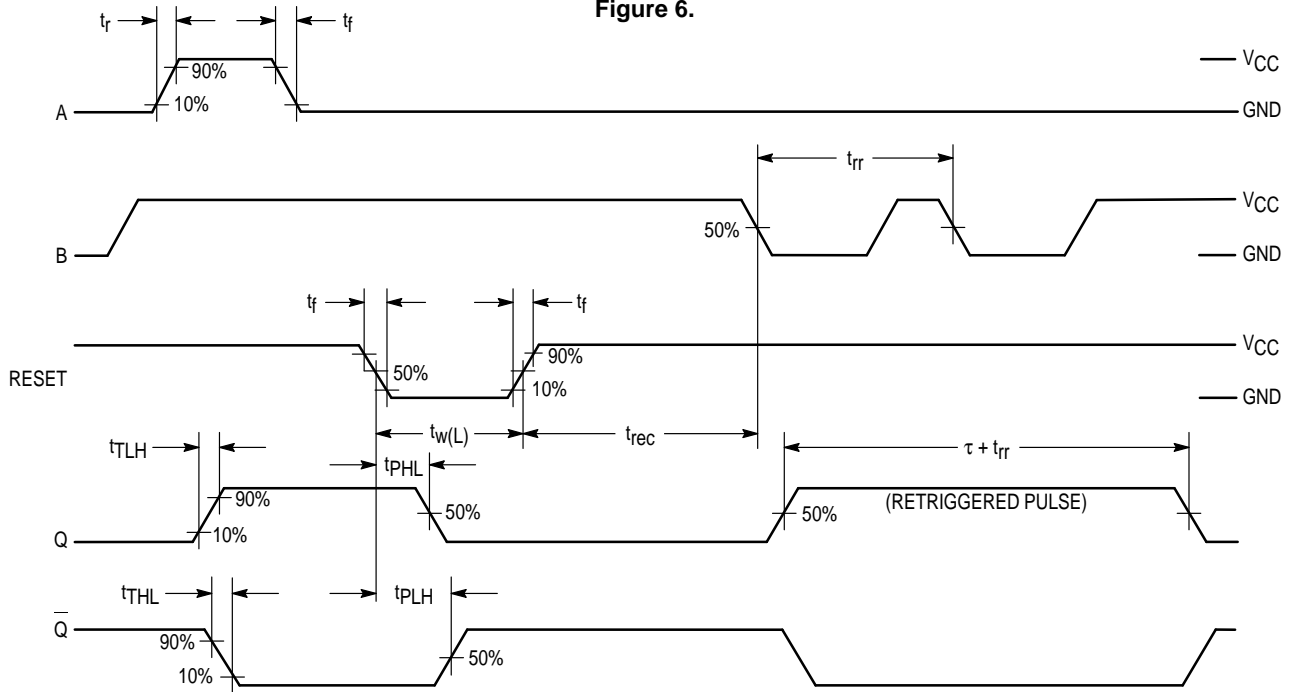 Figure 6.
tr tf
90% VCC
A 10% GND
trr
VCC
50%
B GND
tf tf
90% VCC
RESET 50% 10% GND
tw(L) trec
tTLH tPHL τ + trr
90% 50% 50% (RETRIGGERED PULSE)
Q 10%
tTHL tPLH
Q̅
90%
50%
10%